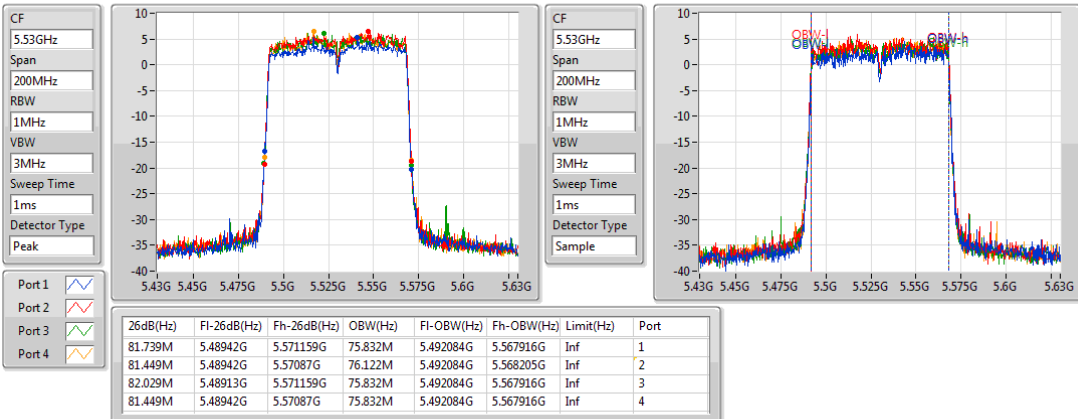 CF
5.53GHz
Span
200MHz
RBW
1MHz
VBW
3MHz
Sweep Time
1ms
Detector Type
Peak
10
5
0
-5
-10
-15
-20
-25
-30
-35
-40
5.43G 5.45G 5.475G 5.5G 5.525G 5.55G 5.575G 5.6G 5.63G
CF
5.53GHz
Span
200MHz
RBW
1MHz
VBW
3MHz
Sweep Time
1ms
Detector Type
Sample
10
5
0
-5
-10
-15
-20
-25
-30
-35
-40
OBW-l OBW-h
5.43G 5.45G 5.475G 5.5G 5.525G 5.55G 5.575G 5.6G 5.63G
Port 1
Port 2
Port 3
Port 4
26dB(Hz) Fl-26dB(Hz) Fh-26dB(Hz) OBW(Hz) Fl-OBW(Hz) Fh-OBW(Hz) Limit(Hz) Port
81.739M 5.48942G 5.571159G 75.832M 5.492084G 5.567916G Inf 1
81.449M 5.48942G 5.57087G 76.122M 5.492084G 5.568205G Inf 2
82.029M 5.48913G 5.571159G 75.832M 5.492084G 5.567916G Inf 3
81.449M 5.48942G 5.57087G 75.832M 5.492084G 5.567916G Inf 4